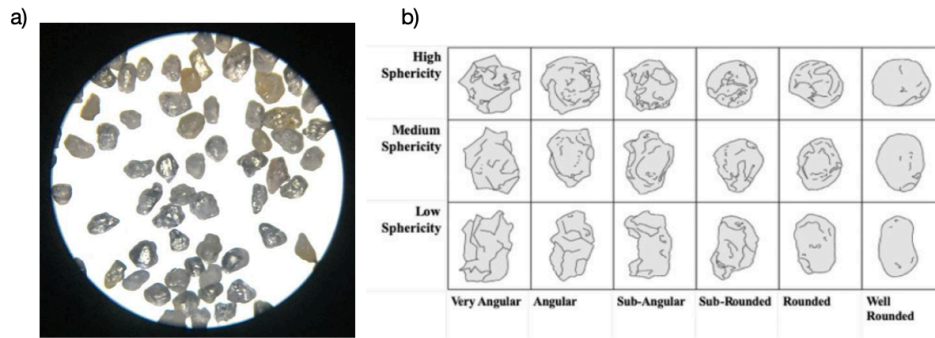 a)
b)
High
Sphericity
Medium
Sphericity
Low
Sphericity
Very Angular
Angular
Sub-Angular
Sub-Rounded
Rounded
Well
Rounded